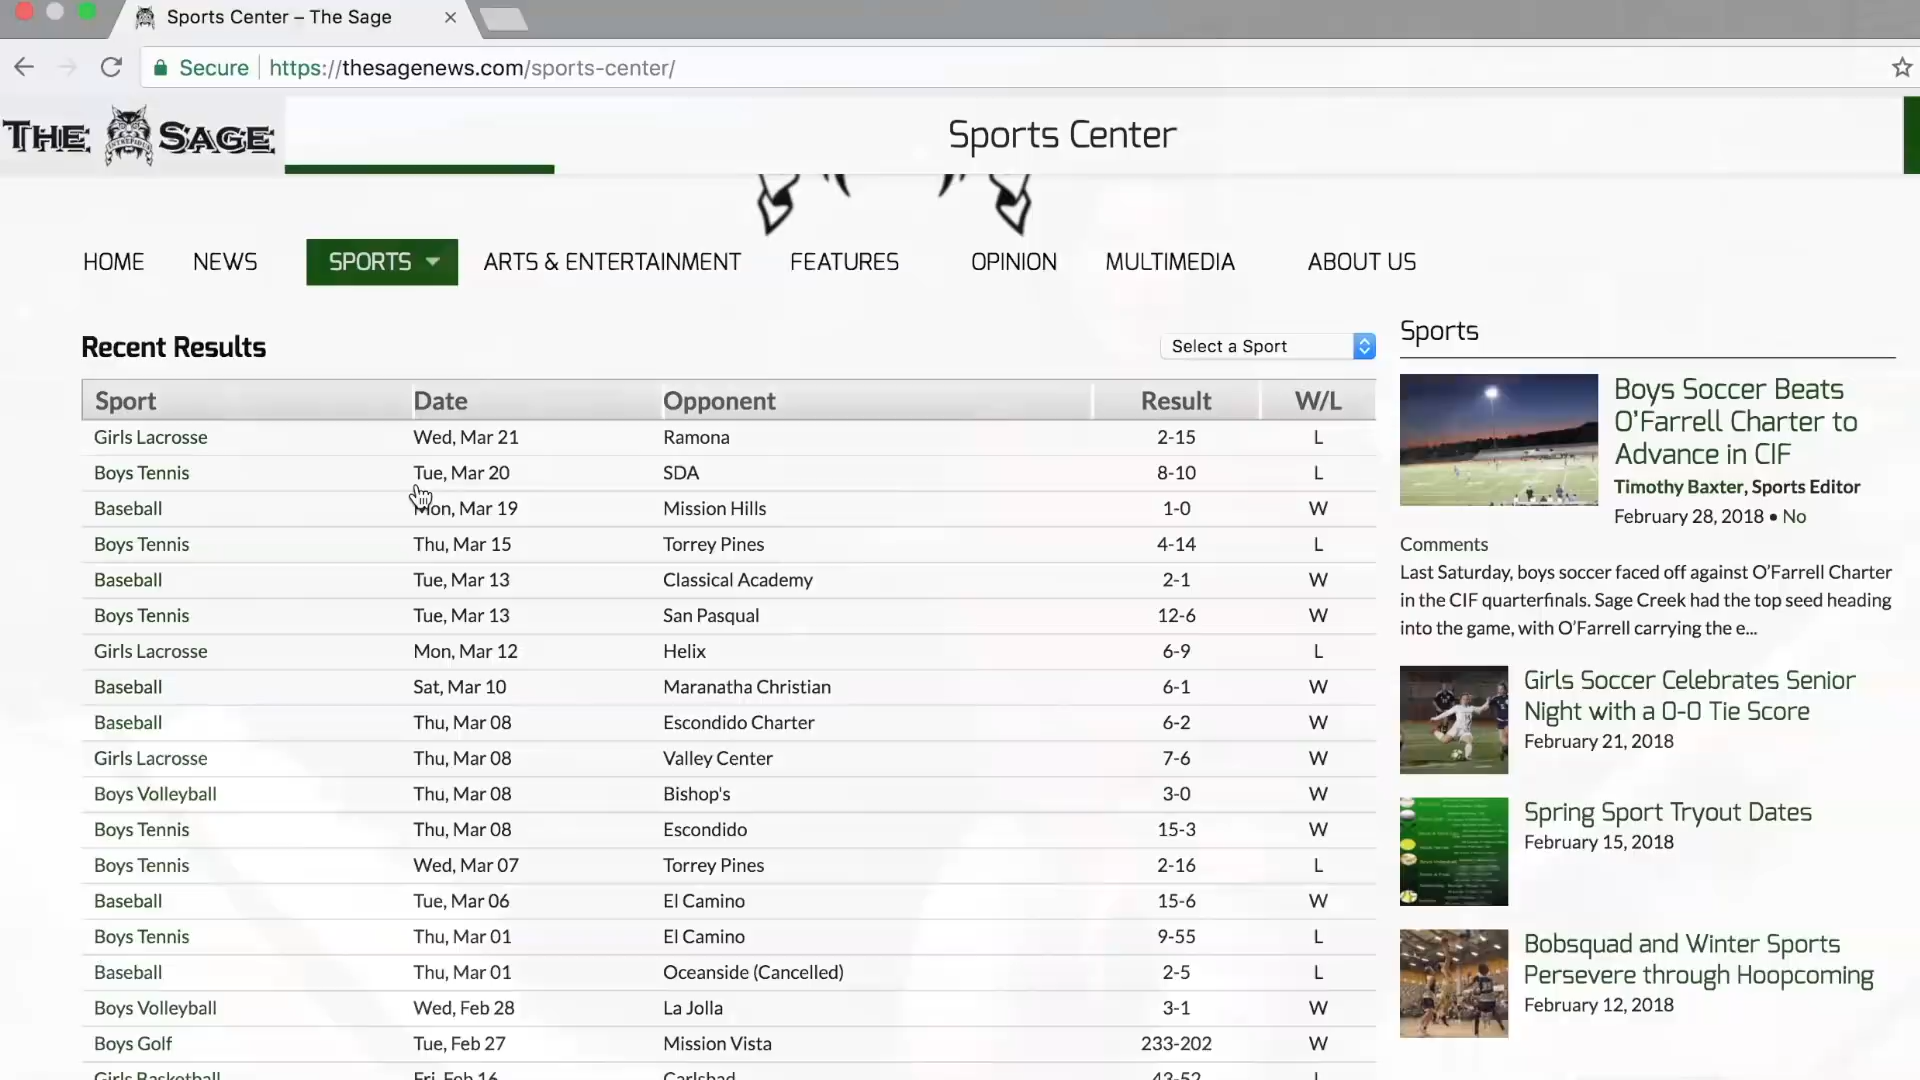 Sports Center – The Sage
Secure https://thesagenews.com/sports-center/
THE SAGE
INTREPIDUS
Sports Center
HOME NEWS SPORTS ARTS & ENTERTAINMENT FEATURES OPINION MULTIMEDIA ABOUT US
Recent Results
Select a Sport
Sport Date Opponent Result W/L
Girls Lacrosse Wed, Mar 21 Ramona 2-15 L
Boys Tennis Tue, Mar 20 SDA 8-10 L
Baseball Mon, Mar 19 Mission Hills 1-0 W
Boys Tennis Thu, Mar 15 Torrey Pines 4-14 L
Baseball Tue, Mar 13 Classical Academy 2-1 W
Boys Tennis Tue, Mar 13 San Pasqual 12-6 W
Girls Lacrosse Mon, Mar 12 Helix 6-9 L
Baseball Sat, Mar 10 Maranatha Christian 6-1 W
Baseball Thu, Mar 08 Escondido Charter 6-2 W
Girls Lacrosse Thu, Mar 08 Valley Center 7-6 W
Boys Volleyball Thu, Mar 08 Bishop's 3-0 W
Boys Tennis Thu, Mar 08 Escondido 15-3 W
Boys Tennis Wed, Mar 07 Torrey Pines 2-16 L
Baseball Tue, Mar 06 El Camino 15-6 W
Boys Tennis Thu, Mar 01 El Camino 9-55 L
Baseball Thu, Mar 01 Oceanside (Cancelled) 2-5 L
Boys Volleyball Wed, Feb 28 La Jolla 3-1 W
Boys Golf Tue, Feb 27 Mission Vista 233-202 W
Girls Basketball Fri, Feb 16 Carlsbad 43-52 L
Sports
Boys Soccer Beats
O'Farrell Charter to
Advance in CIF
Timothy Baxter, Sports Editor
February 28, 2018 • No
Comments
Last Saturday, boys soccer faced off against O'Farrell Charter
in the CIF quarterfinals. Sage Creek had the top seed heading
into the game, with O'Farrell carrying the e...
Girls Soccer Celebrates Senior
Night with a 0-0 Tie Score
February 21, 2018
Spring Sport Tryout Dates
February 15, 2018
Bobsquad and Winter Sports
Persevere through Hoopcoming
February 12, 2018